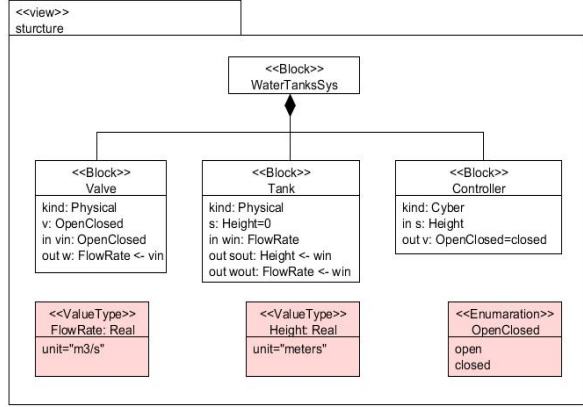 <<view>>
sturcture
<<Block>>
WaterTanksSys
<<Block>>
Valve
kind: Physical
v: OpenClosed
in vin: OpenClosed
out w: FlowRate <- vin
<<Block>>
Tank
kind: Physical
s: Height=0
in win: FlowRate
out sout: Height <- win
out wout: FlowRate <- win
<<Block>>
Controller
kind: Cyber
in s: Height
out v: OpenClosed=closed
<<ValueType>>
FlowRate: Real
unit="m3/s"
<<ValueType>>
Height: Real
unit="meters"
<<Enumaration>>
OpenClosed
open
closed